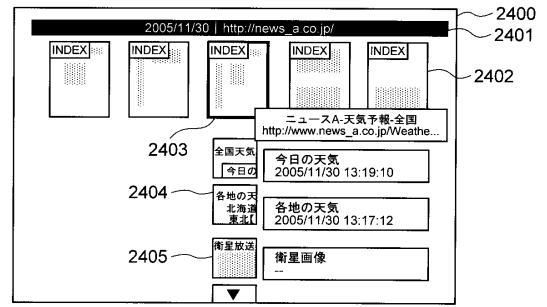 2400
2005/11/30 | http://news_a co.jp/
2401
INDEX INDEX INDEX INDEX INDEX
2402
ニュースA-天気予報-全国
http://www.news_a.co.jp/Weathe...
2403
全国天気
今日の
今日の天気
2005/11/30 13:19:10
2404
各地の天
北海道
東北【
各地の天気
2005/11/30 13:17:12
2405
衛星放送
衛星画像
--
▼